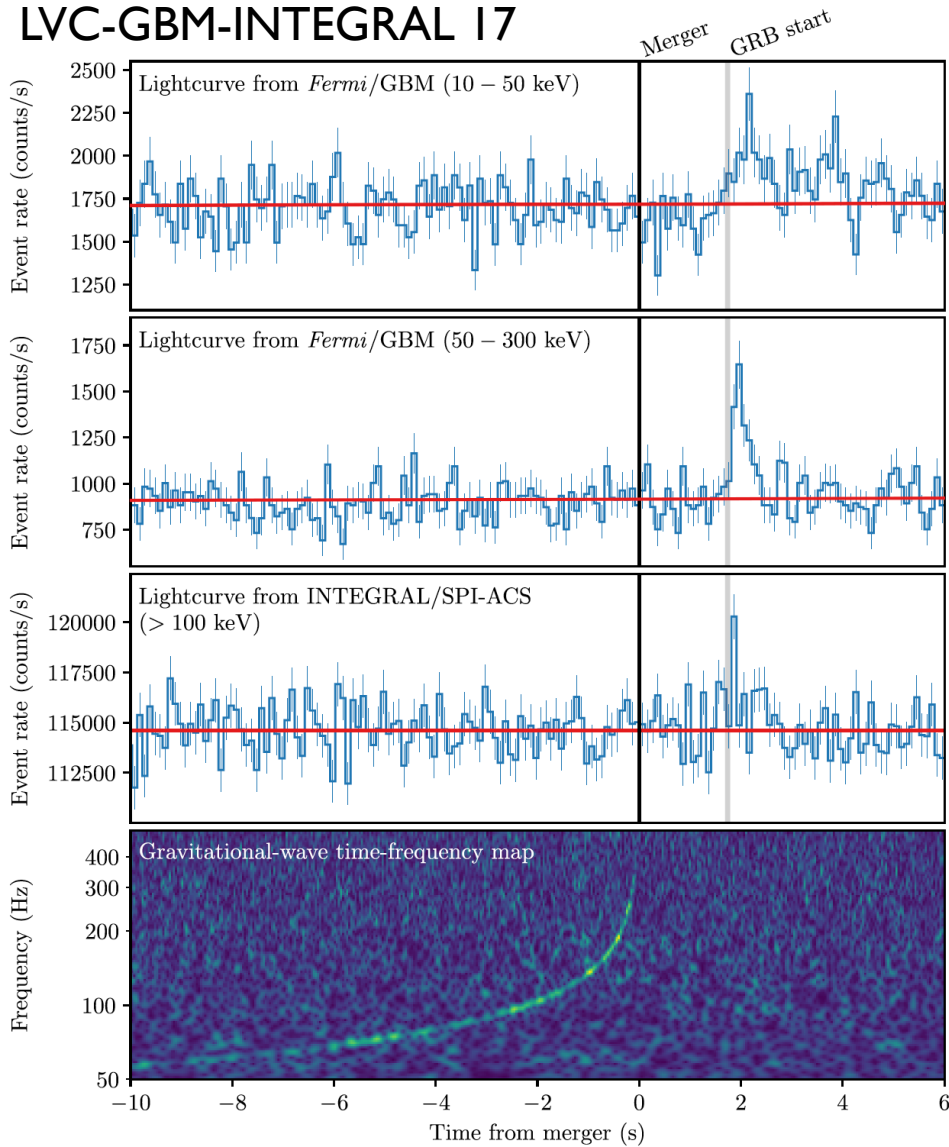 LVC-GBM-INTEGRAL 17
Merger
GRB start
Lightcurve from Fermi/GBM (10 – 50 keV)
Event rate (counts/s)
2500
2250
2000
1750
1500
1250
Lightcurve from Fermi/GBM (50 – 300 keV)
Event rate (counts/s)
1750
1500
1250
1000
750
Lightcurve from INTEGRAL/SPI-ACS
(> 100 keV)
Event rate (counts/s)
120000
117500
115000
112500
Gravitational-wave time-frequency map
Frequency (Hz)
400
300
200
100
50
−10 −8 −6 −4 −2 0 2 4 6
Time from merger (s)